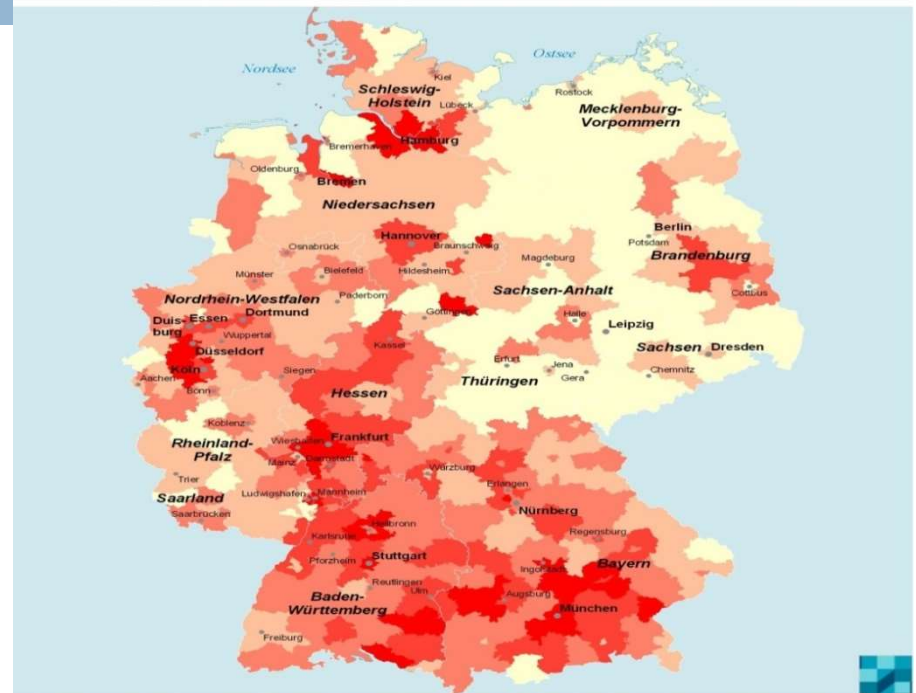 Nordsee
Ostsee
Kiel
Schleswig-
Holstein
Lübeck
Rostock
Mecklenburg-
Vorpommern
Bremerhaven
Hamburg
Oldenburg
Bremen
Niedersachsen
Berlin
Potsdam
Brandenburg
Hannover
Braunschweig
Osnabrück
Bielefeld
Hildesheim
Magdeburg
Münster
Sachsen-Anhalt
Cottbus
Nordrhein-Westfalen
Paderborn
Göttingen
Halle
Duis-
burg
Essen
Dortmund
Wuppertal
Leipzig
Düsseldorf
Kassel
Sachsen
Dresden
Köln
Erfurt
Jena
Gera
Chemnitz
Aachen
Siegen
Thüringen
Bonn
Hessen
Koblenz
Rheinland-
Pfalz
Wiesbaden
Frankfurt
Mainz
Darmstadt
Trier
Würzburg
Erlangen
Saarland
Ludwigshafen
Mannheim
Nürnberg
Saarbrücken
Heilbronn
Regensburg
Karlsruhe
Pforzheim
Stuttgart
Ingolstadt
Bayern
Reutlingen
Ulm
Augsburg
Baden-
Württemberg
München
Freiburg